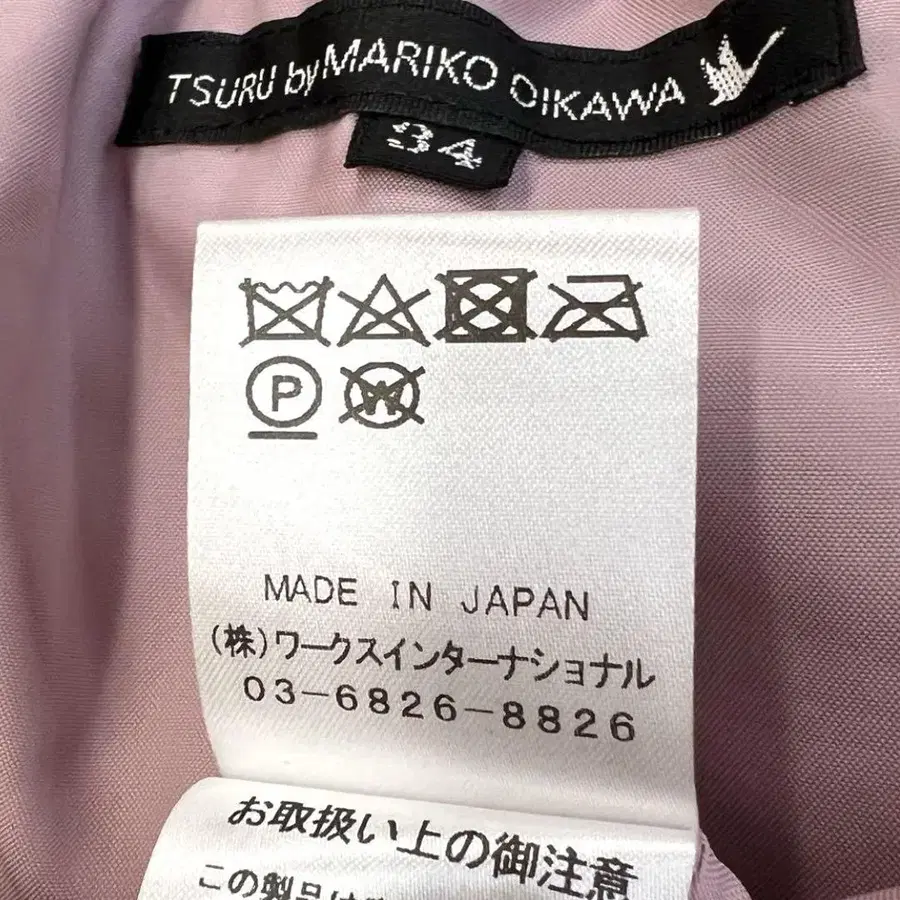 TSURU by MARIKO OIKAWA
34
P
W
MADE IN JAPAN
(株)ワークスインターナショナル
03-6826-8826
お取扱い上の御注意
この製品は